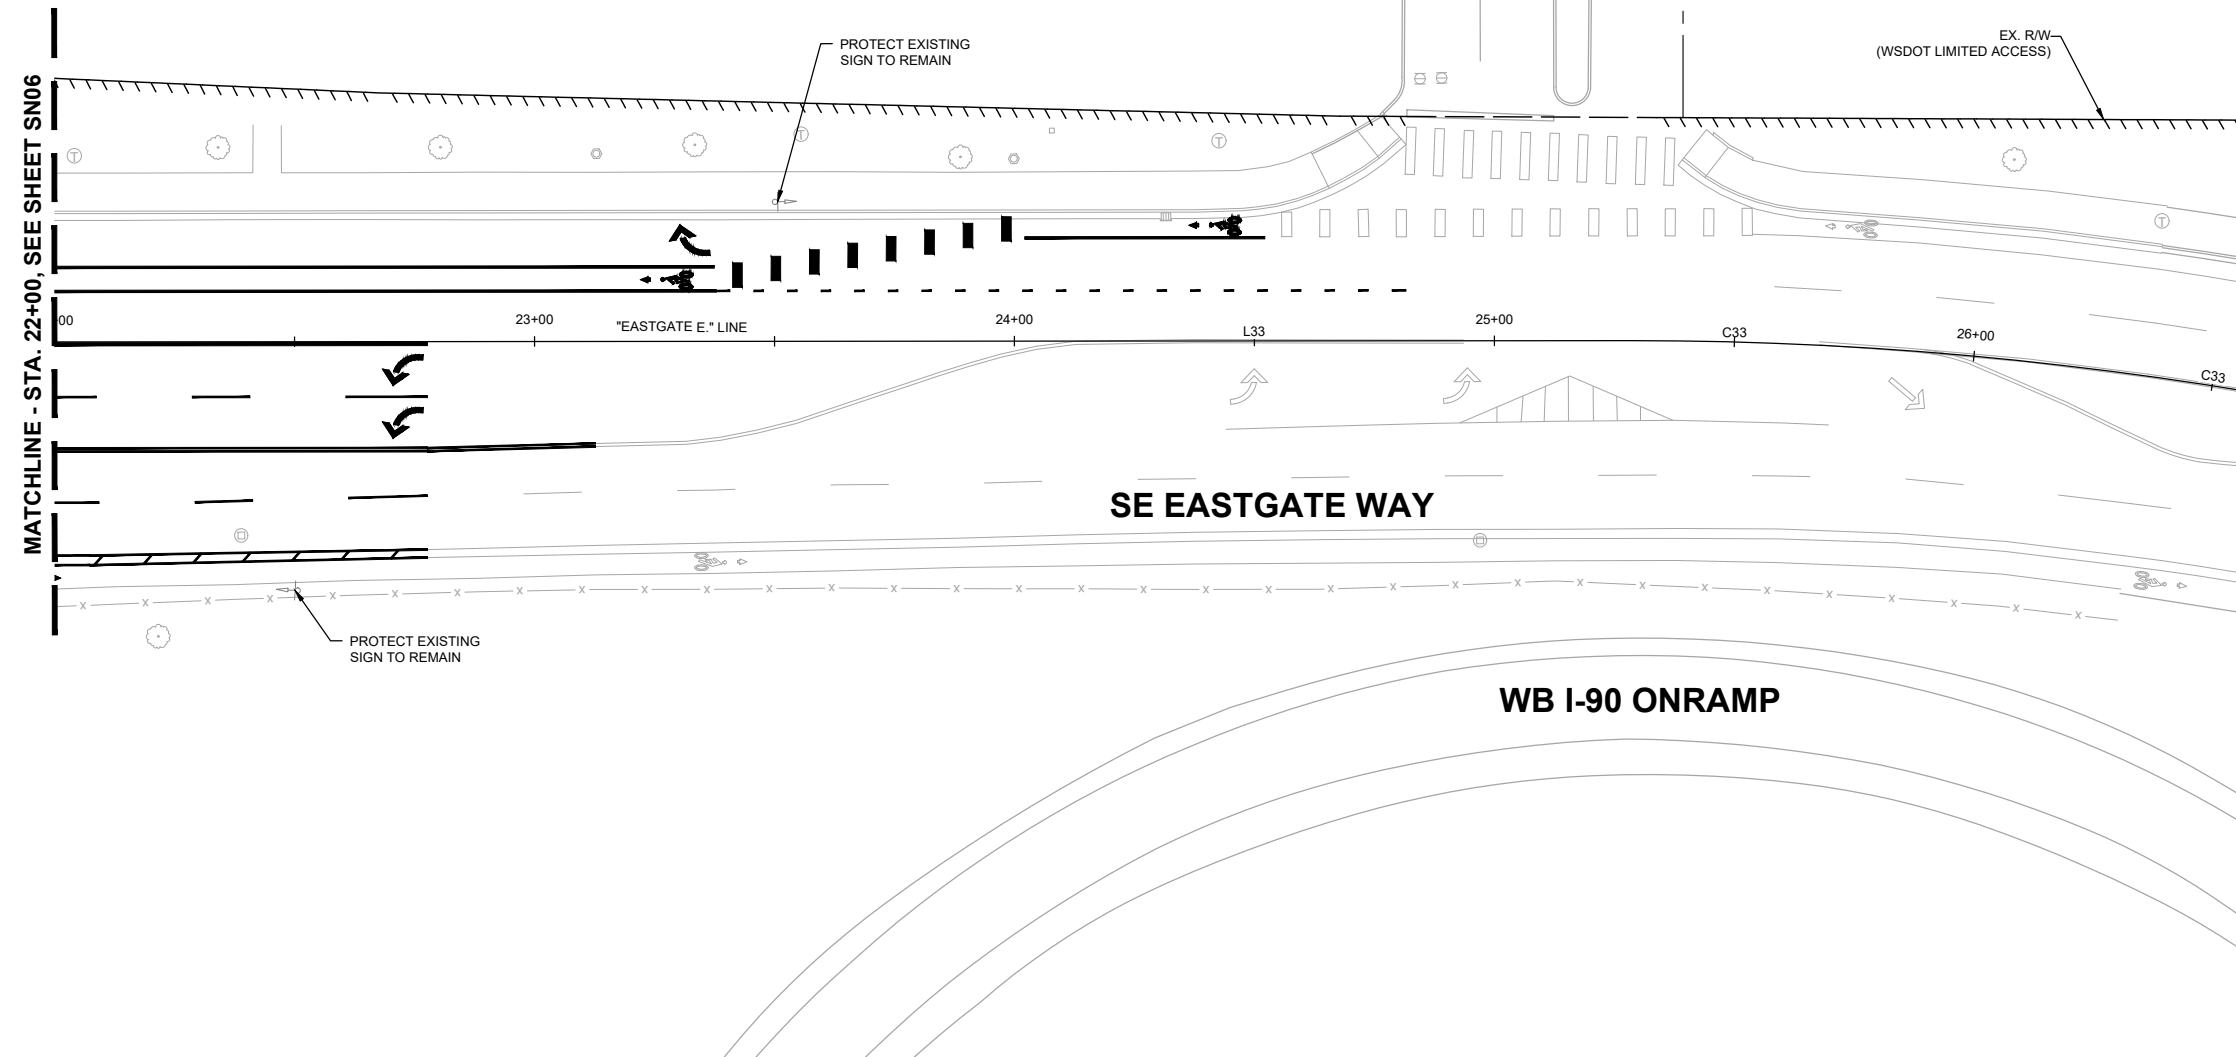 PROTECT EXISTING
SIGN TO REMAIN
EX. R/W
(WSDOT LIMITED ACCESS)
MATCHLINE - STA. 22+00, SEE SHEET SN06
00
23+00
"EASTGATE E." LINE
24+00
L33
25+00
C33
26+00
C33
SE EASTGATE WAY
PROTECT EXISTING
SIGN TO REMAIN
WB I-90 ONRAMP